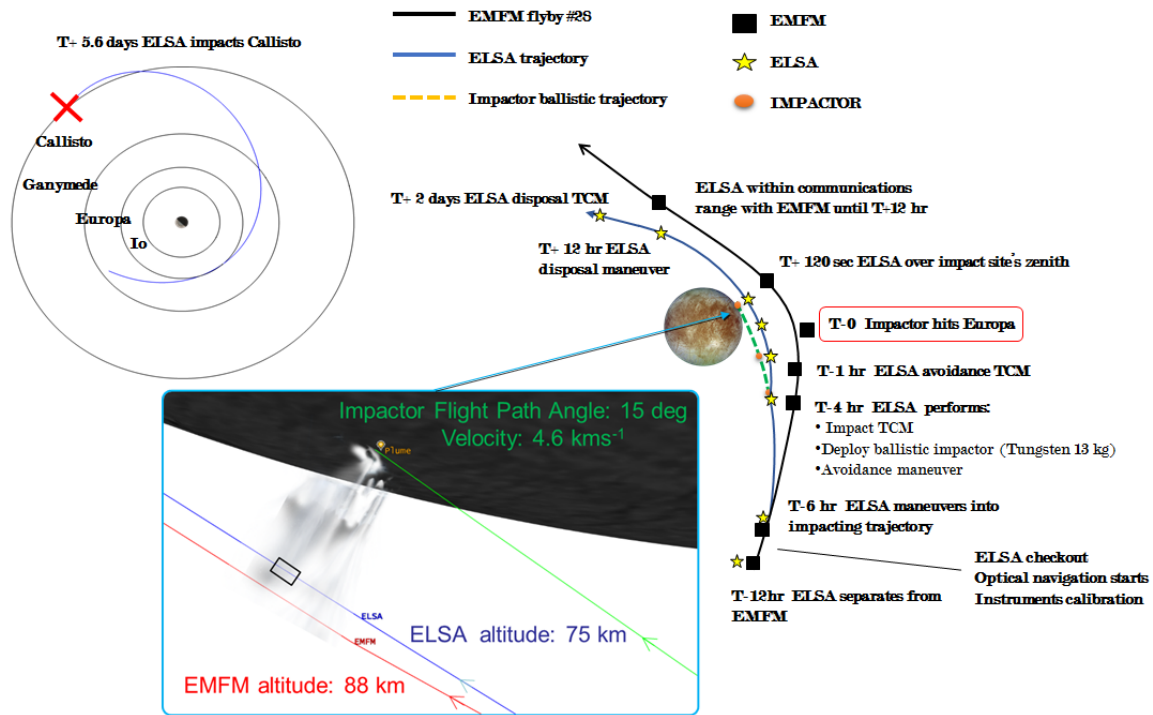 T+ 5.6 days ELSA impacts Callisto
Callisto
Ganymede
Europa
Io
EMFM flyby #28
ELSA trajectory
Impactor ballistic trajectory
EMFM
ELSA
IMPACTOR
ELSA within communications
range with EMFM until T+12 hr
T+ 2 days ELSA disposal TCM
T+ 12 hr ELSA
disposal maneuver
T+ 120 sec ELSA over impact site's zenith
T-0 Impactor hits Europa
T-1 hr ELSA avoidance TCM
T-4 hr ELSA performs:
• Impact TCM
• Deploy ballistic impactor (Tungsten 13 kg)
• Avoidance maneuver
T-6 hr ELSA maneuvers into
impacting trajectory
ELSA checkout
Optical navigation starts
Instruments calibration
T-12hr ELSA separates from
EMFM
Impactor Flight Path Angle: 15 deg
Velocity: 4.6 kms-1
Plume
ELSA
EMFM
ELSA altitude: 75 km
EMFM altitude: 88 km